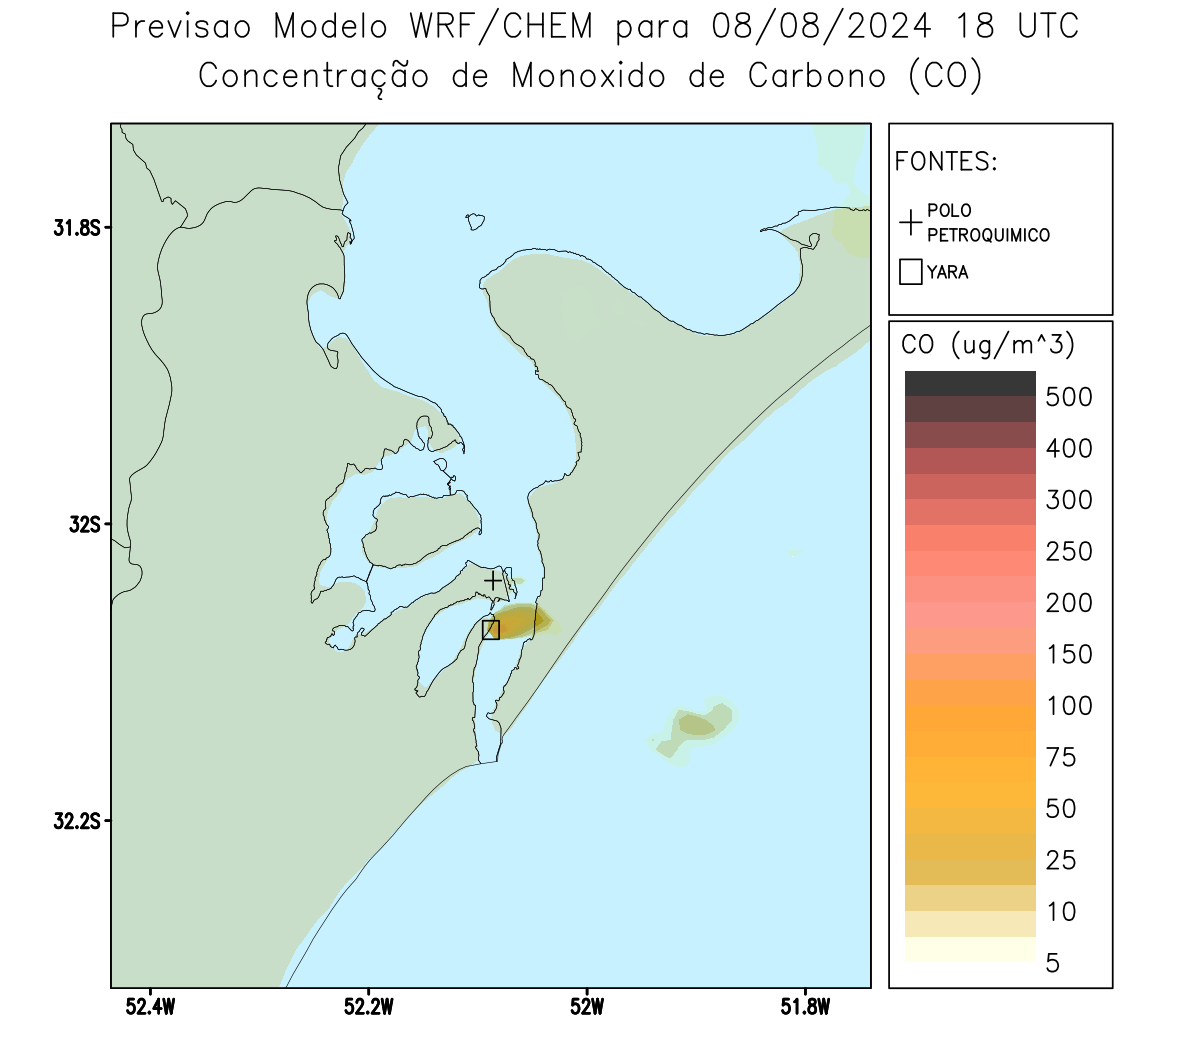 Previsao Modelo WRF/CHEM para 08/08/2024 18 UTC
Concentração de Monoxido de Carbono (CO)
FONTES:
POLO
PETROQUIMICO
YARA
CO (ug/m^3)
500
400
300
250
200
150
100
75
50
25
10
5
31.8S
32S
32.2S
52.4W
52.2W
52W
51.8W